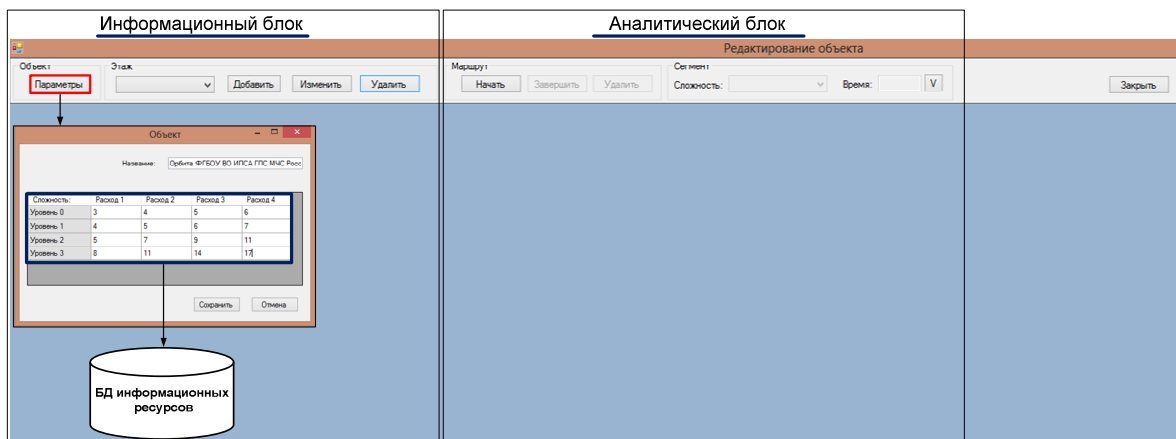 Информационный блок
Аналитический блок
Редактирование объекта
Объект
Этаж
Маршрут
Сегмент
Параметры
Добавить
Изменить
Удалить
Начать
Завершить
Удалить
Сложность:
Время:
V
Закрыть
Объект
Название: Орбита ФГБОУ ВО ИПСА ГПС МЧС Росс
Сложность: Расход 1 Расход 2 Расход 3 Расход 4
Уровень 0 3 4 5 6
Уровень 1 4 5 6 7
Уровень 2 5 7 9 11
Уровень 3 8 11 14 17
Сохранить
Отмена
БД информационных
ресурсов